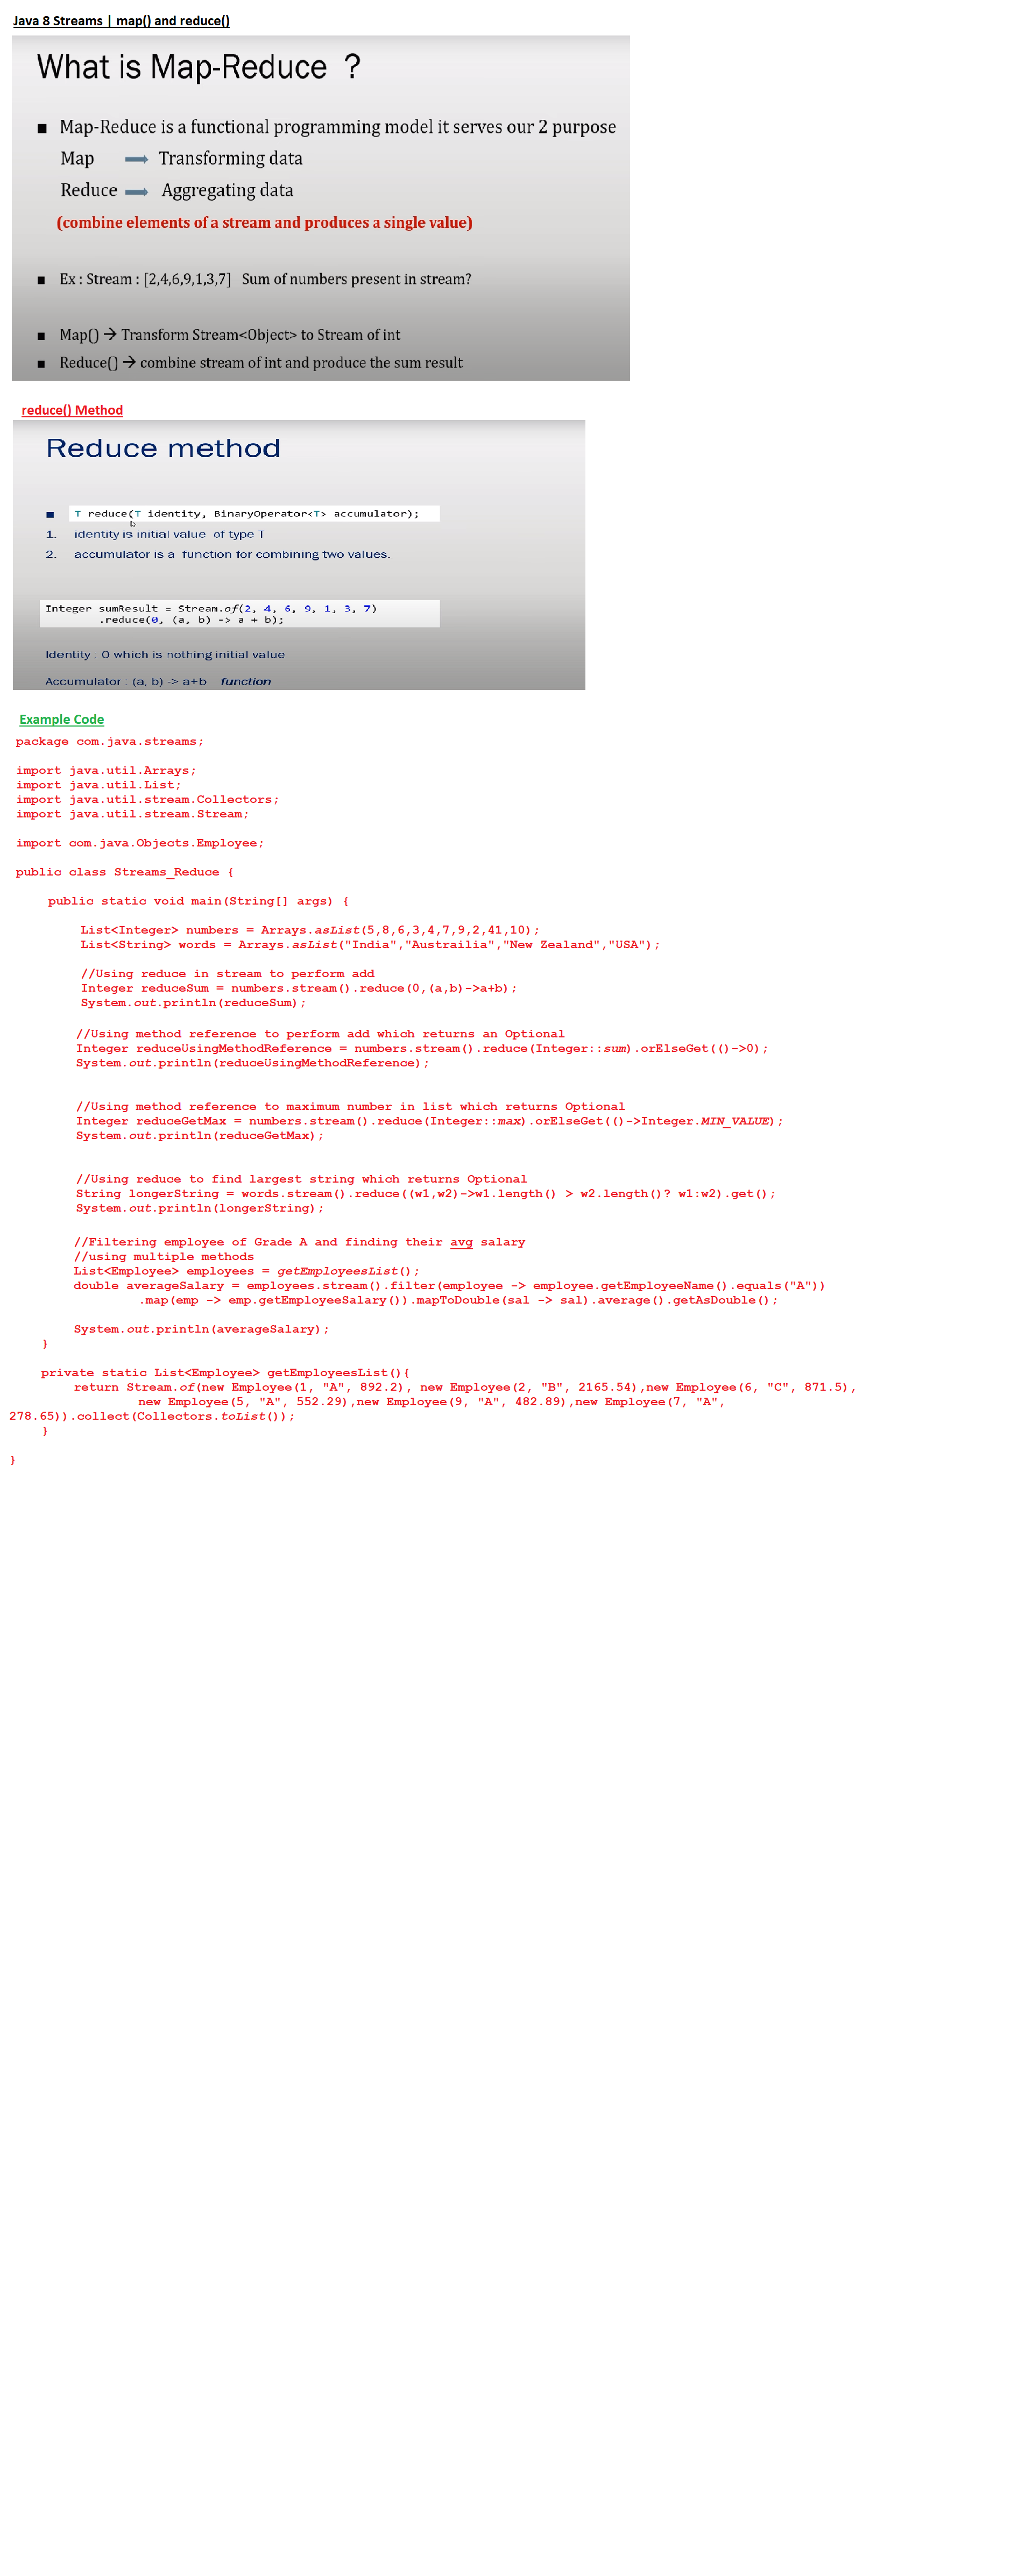 Java 8 Streams | map() and reduce()
What is Map-Reduce ?
■ Map-Reduce is a functional programming model it serves our 2 purpose
Map → Transforming data
Reduce → Aggregating data
(combine elements of a stream and produces a single value)
■ Ex : Stream : [2,4,6,9,1,3,7] Sum of numbers present in stream?
■ Map() → Transform Stream<Object> to Stream of int
■ Reduce() → combine stream of int and produce the sum result
reduce() Method
Reduce method
■ T reduce(T identity, BinaryOperator<T> accumulator);
1. identity is initial value of type T
2. accumulator is a function for combining two values.
Integer sumResult = Stream.of(2, 4, 6, 9, 1, 3, 7)
.reduce(0, (a, b) -> a + b);
Identity : 0 which is nothing initial value
Accumulator : (a, b) -> a+b function
Example Code
package com.java.streams;
import java.util.Arrays;
import java.util.List;
import java.util.stream.Collectors;
import java.util.stream.Stream;
import com.java.Objects.Employee;
public class Streams_Reduce {
public static void main(String[] args) {
List<Integer> numbers = Arrays.asList(5,8,6,3,4,7,9,2,41,10);
List<String> words = Arrays.asList("India","Austrailia","New Zealand","USA");
//Using reduce in stream to perform add
Integer reduceSum = numbers.stream().reduce(0,(a,b)->a+b);
System.out.println(reduceSum);
//Using method reference to perform add which returns an Optional
Integer reduceUsingMethodReference = numbers.stream().reduce(Integer::sum).orElseGet(()->0);
System.out.println(reduceUsingMethodReference);
//Using method reference to maximum number in list which returns Optional
Integer reduceGetMax = numbers.stream().reduce(Integer::max).orElseGet(()->Integer.MIN_VALUE);
System.out.println(reduceGetMax);
//Using reduce to find largest string which returns Optional
String longerString = words.stream().reduce((w1,w2)->w1.length() > w2.length()? w1:w2).get();
System.out.println(longerString);
//Filtering employee of Grade A and finding their avg salary
//using multiple methods
List<Employee> employees = getEmployeesList();
double averageSalary = employees.stream().filter(employee -> employee.getEmployeeName().equals("A"))
.map(emp -> emp.getEmployeeSalary()).mapToDouble(sal -> sal).average().getAsDouble();
System.out.println(averageSalary);
}
private static List<Employee> getEmployeesList(){
return Stream.of(new Employee(1, "A", 892.2), new Employee(2, "B", 2165.54),new Employee(6, "C", 871.5),
new Employee(5, "A", 552.29),new Employee(9, "A", 482.89),new Employee(7, "A",
278.65)).collect(Collectors.toList());
}
}